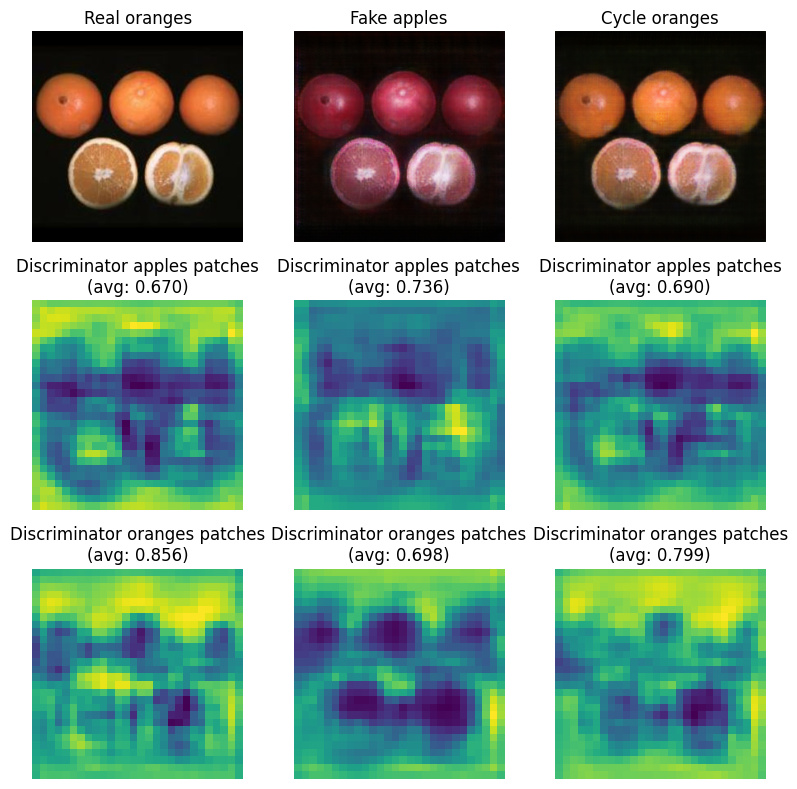 Real oranges
Fake apples
Cycle oranges
Discriminator apples patches
(avg: 0.670)
Discriminator apples patches
(avg: 0.736)
Discriminator apples patches
(avg: 0.690)
Discriminator oranges patches
(avg: 0.856)
Discriminator oranges patches
(avg: 0.698)
Discriminator oranges patches
(avg: 0.799)